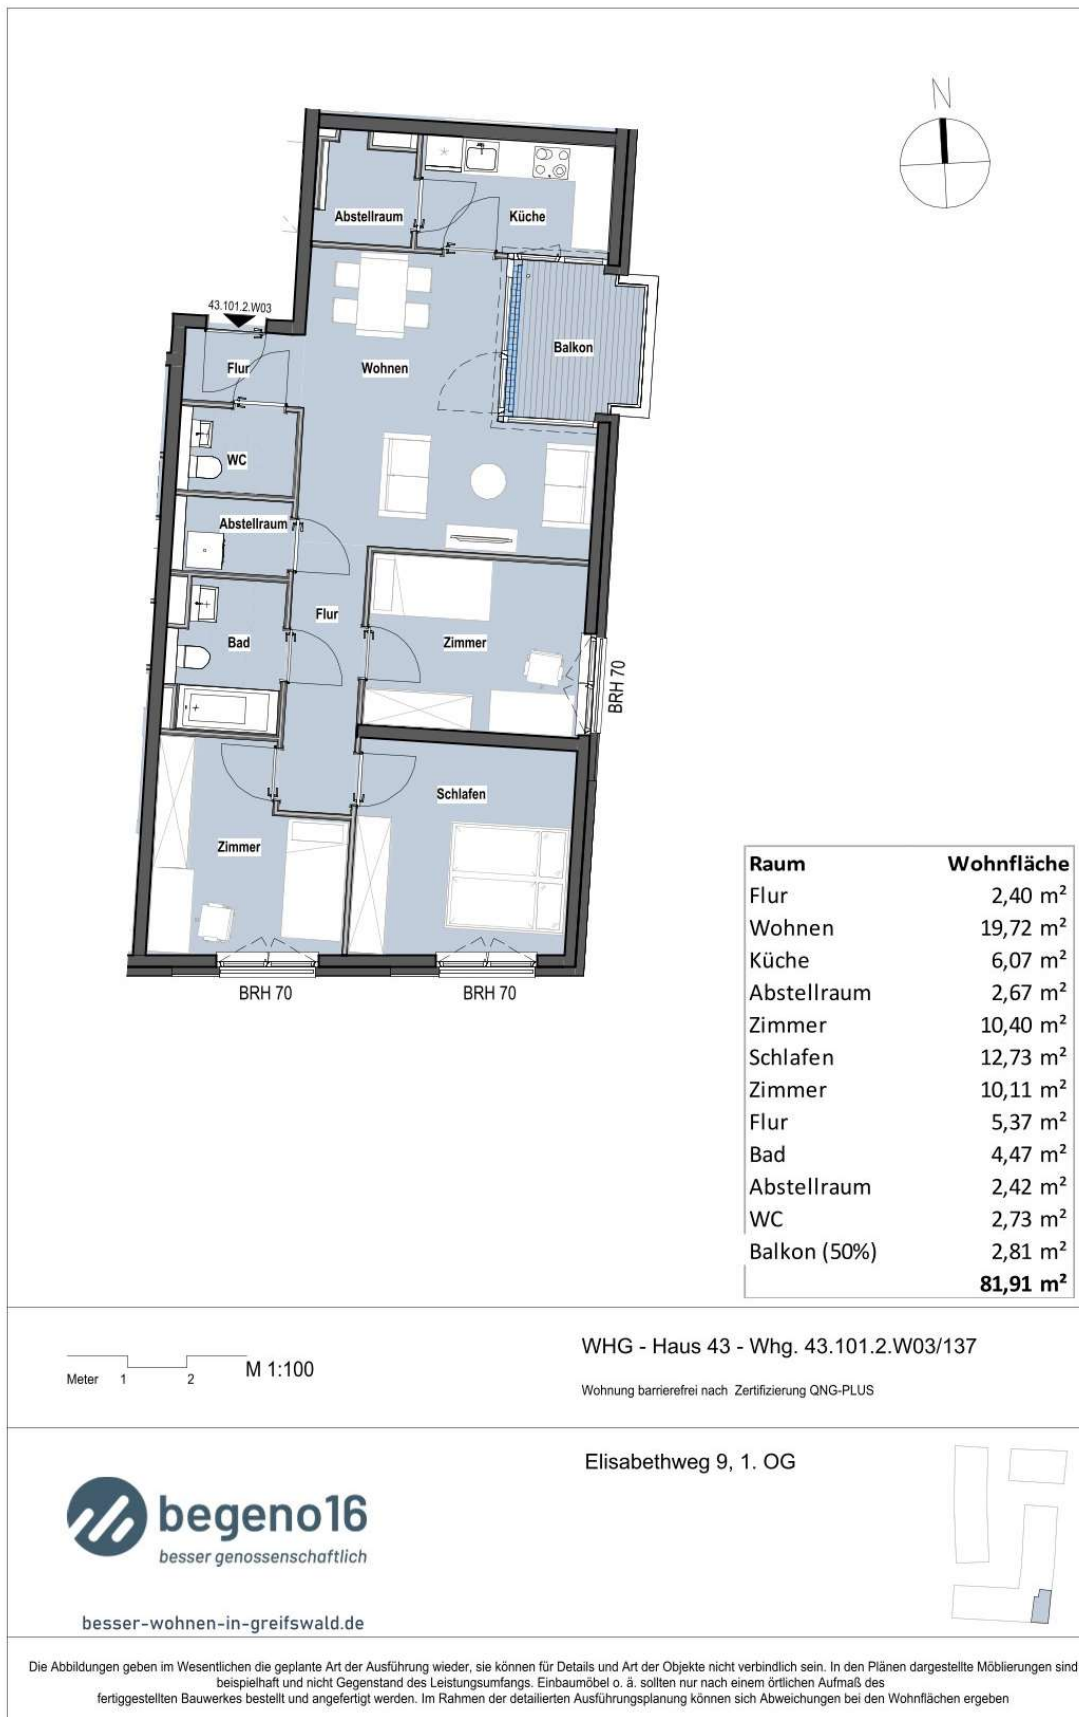 N
Abstellraum
Küche
43.101.2.W03
Flur
Wohnen
Balkon
WC
Abstellraum
Flur
Bad
Zimmer
BRH 70
Schlafen
Zimmer
BRH 70
BRH 70
Raum Wohnfläche
Flur 2,40 m²
Wohnen 19,72 m²
Küche 6,07 m²
Abstellraum 2,67 m²
Zimmer 10,40 m²
Schlafen 12,73 m²
Zimmer 10,11 m²
Flur 5,37 m²
Bad 4,47 m²
Abstellraum 2,42 m²
WC 2,73 m²
Balkon (50%) 2,81 m²
81,91 m²
Meter 1 2 M 1:100
WHG - Haus 43 - Whg. 43.101.2.W03/137
Wohnung barrierefrei nach Zertifizierung QNG-PLUS
Elisabethweg 9, 1. OG
begeno16
besser genossenschaftlich
besser-wohnen-in-greifswald.de
Die Abbildungen geben im Wesentlichen die geplante Art der Ausführung wieder, sie können für Details und Art der Objekte nicht verbindlich sein. In den Plänen dargestellte Möblierungen sind
beispielhaft und nicht Gegenstand des Leistungsumfangs. Einbaumöbel o. ä. sollten nur nach einem örtlichen Aufmaß des
fertiggestellten Bauwerkes bestellt und angefertigt werden. Im Rahmen der detailierten Ausführungsplanung können sich Abweichungen bei den Wohnflächen ergeben